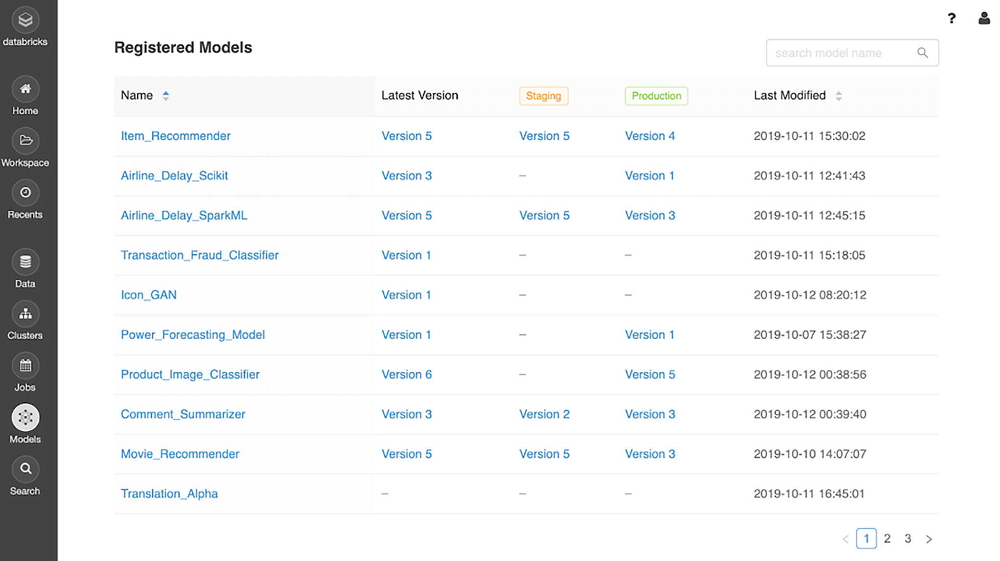 databricks
Home
Workspace
Recents
Data
Clusters
Jobs
Models
Search
?
Registered Models
search model name
Name Latest Version Staging Production Last Modified
Item_Recommender Version 5 Version 5 Version 4 2019-10-11 15:30:02
Airline_Delay_Scikit Version 3 – Version 1 2019-10-11 12:41:43
Airline_Delay_SparkML Version 5 Version 5 Version 3 2019-10-11 12:45:15
Transaction_Fraud_Classifier Version 1 – – 2019-10-11 15:18:05
Icon_GAN Version 1 – – 2019-10-12 08:20:12
Power_Forecasting_Model Version 1 – Version 1 2019-10-07 15:38:27
Product_Image_Classifier Version 6 – Version 5 2019-10-12 00:38:56
Comment_Summarizer Version 3 Version 2 Version 3 2019-10-12 00:39:40
Movie_Recommender Version 5 Version 5 Version 3 2019-10-10 14:07:07
Translation_Alpha – – – 2019-10-11 16:45:01
< 1 2 3 >